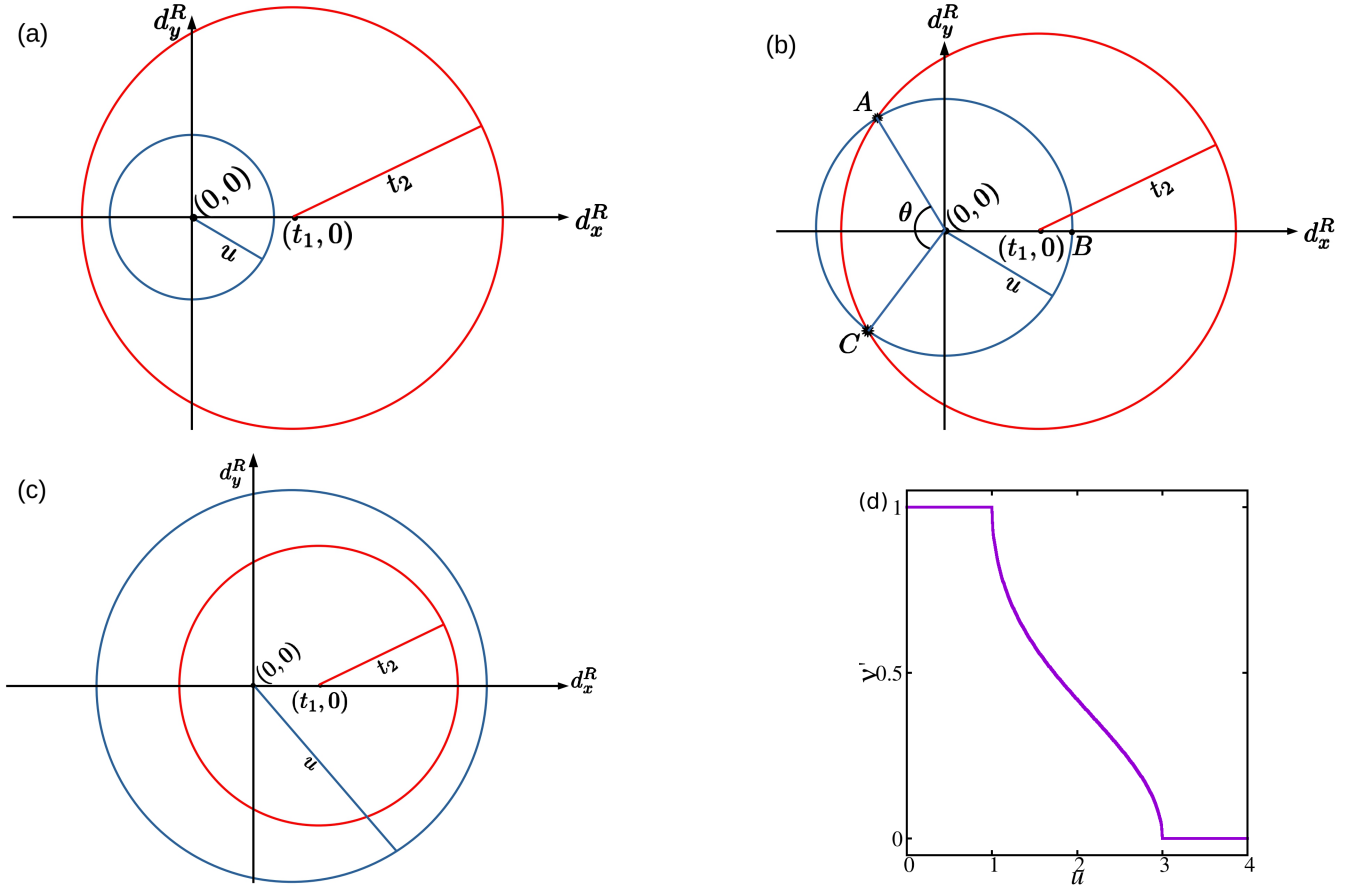 (a)
d_y^R
(0,0)
t_2
u
(t_1,0)
d_x^R
(b)
d_y^R
A
θ
(0,0)
t_2
(t_1,0)
B
d_x^R
u
C
(c)
d_y^R
(0,0)
t_2
(t_1,0)
d_x^R
u
(d)
1
ν'
0.5
0
0 1 2 3 4
ũ